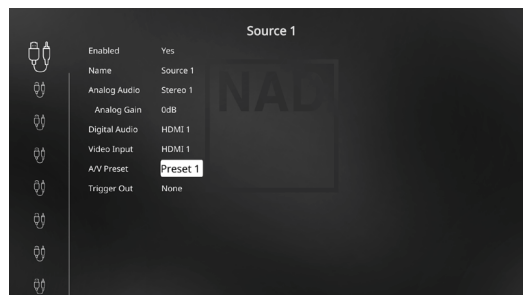 Source 1
Enabled Yes
Name Source 1
Analog Audio Stereo 1
Analog Gain 0dB
Digital Audio HDMI 1
Video Input HDMI 1
A/V Preset Preset 1
Trigger Out None
NAD